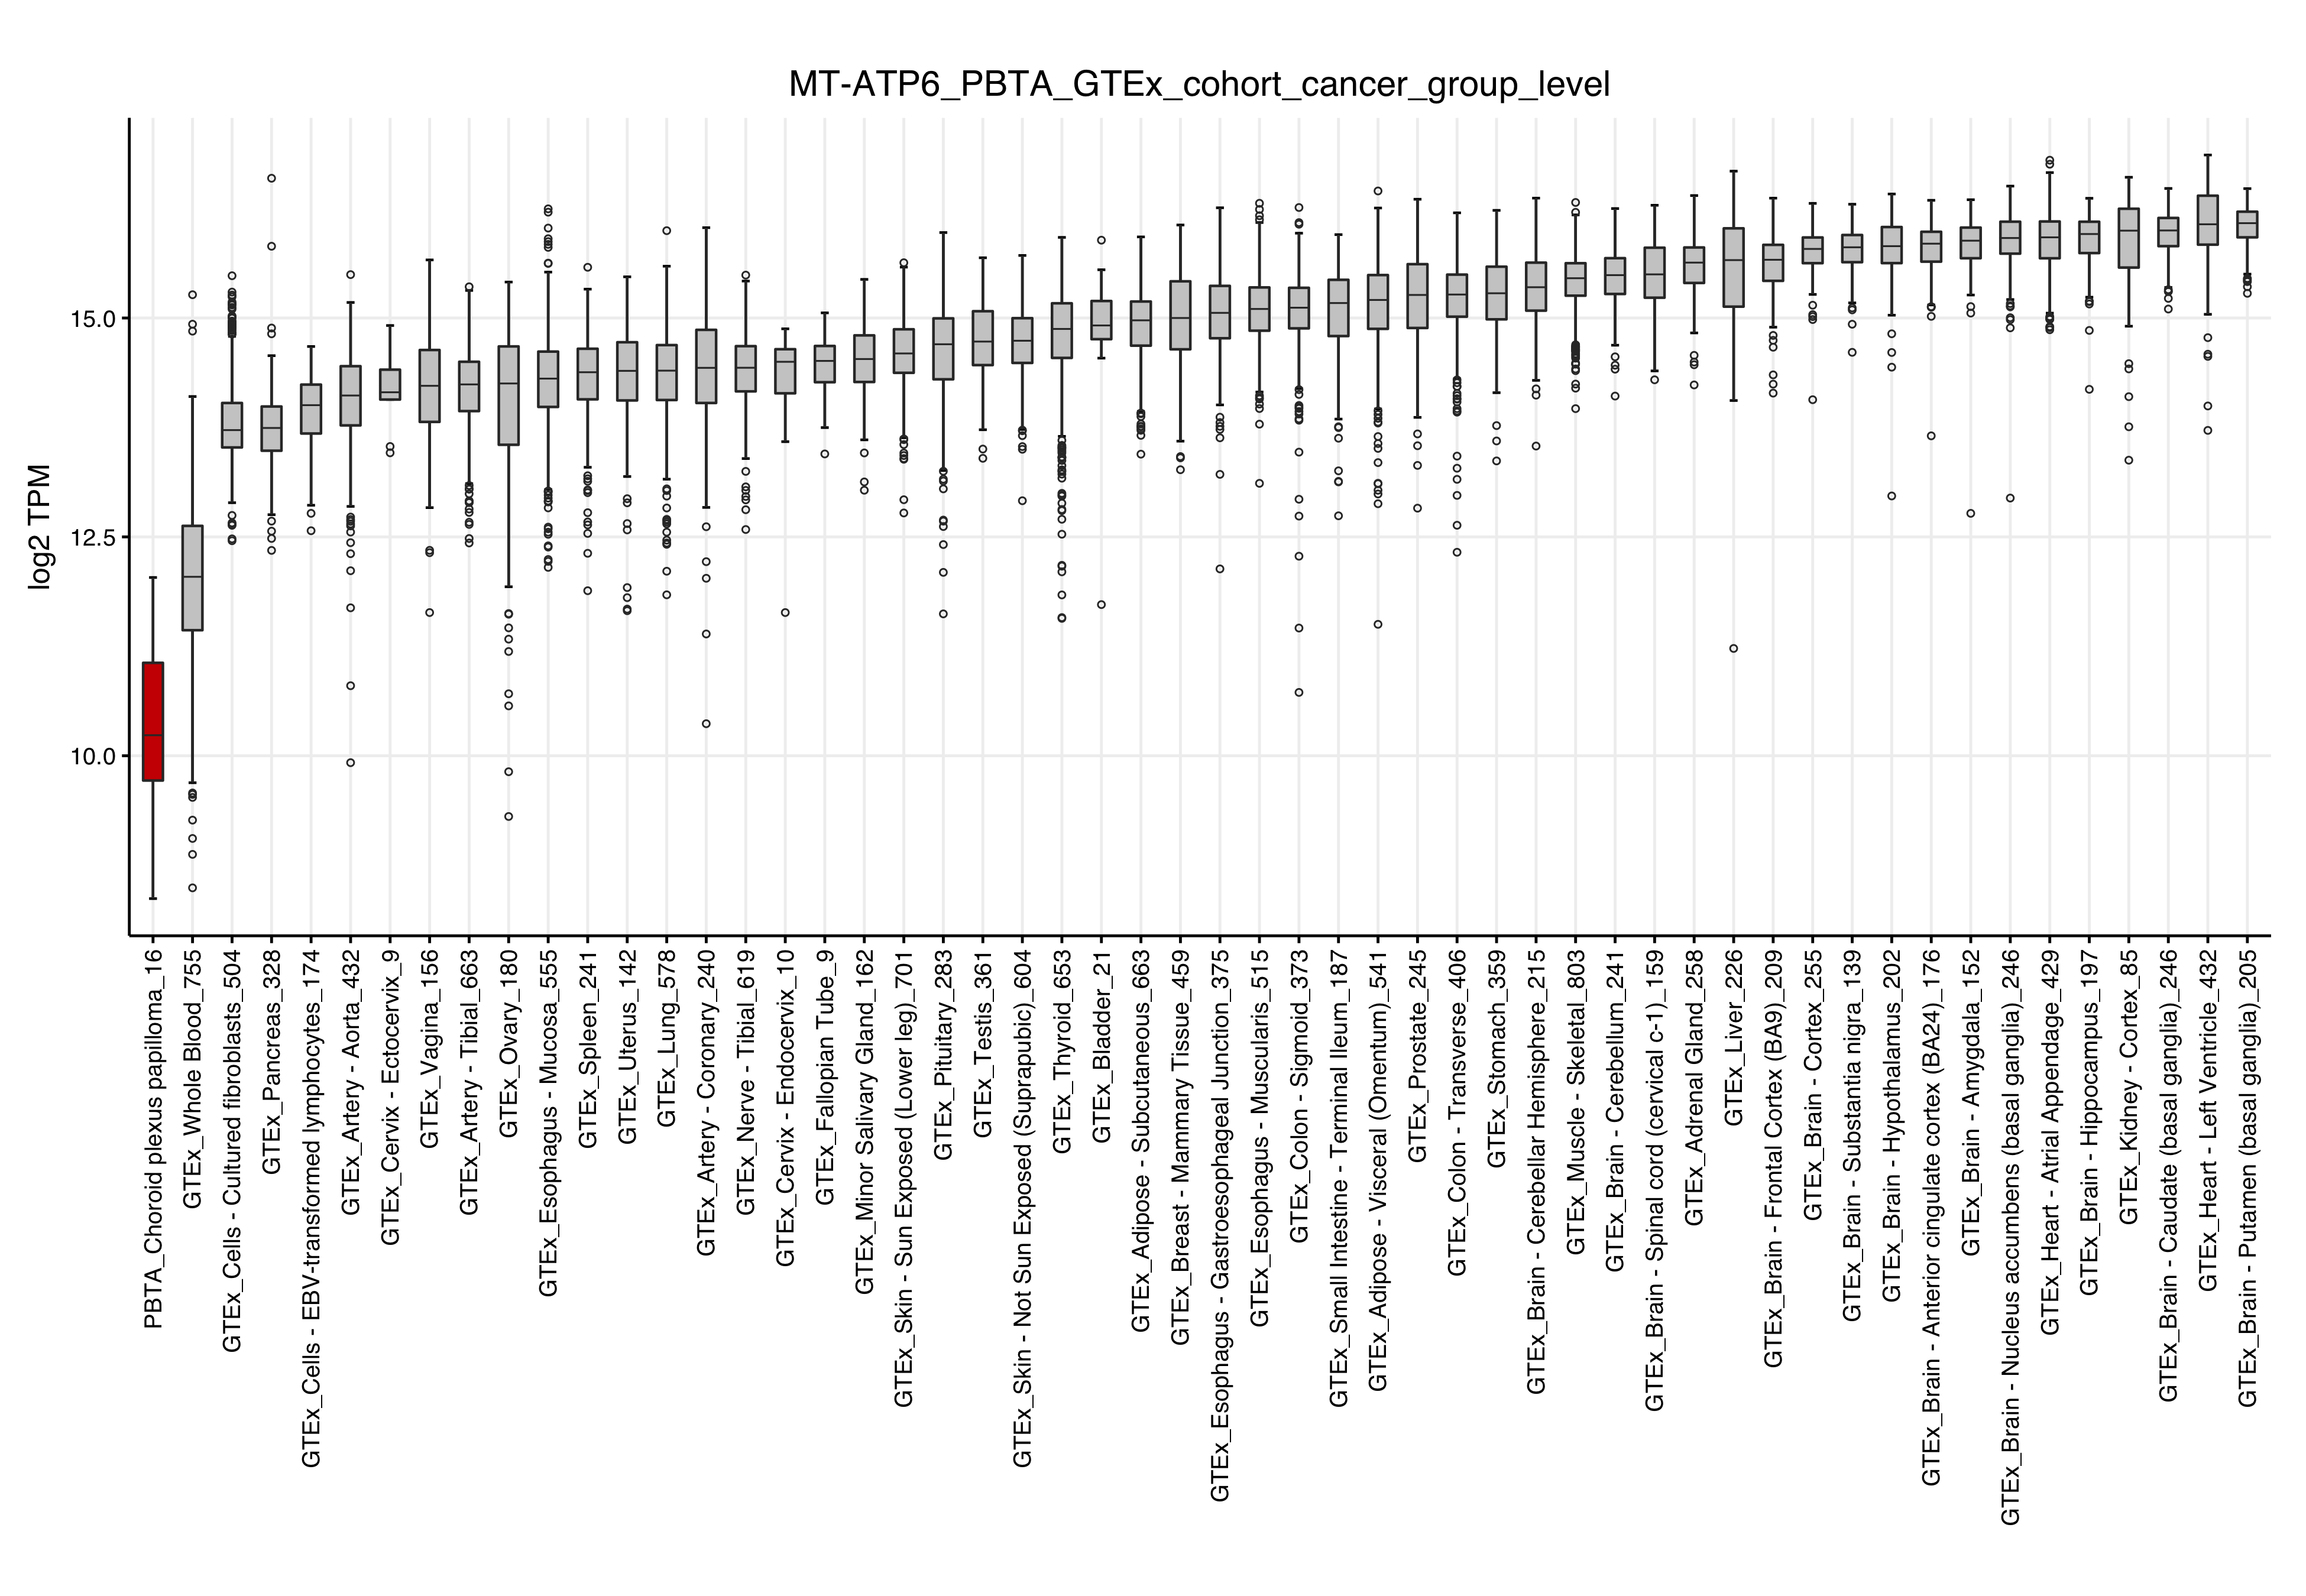 MT-ATP6_PBTA_GTEx_cohort_cancer_group_level
log2 TPM
15.0
12.5
10.0
PBTA_Choroid plexus papilloma_16
GTEx_Whole Blood_755
GTEx_Cells - Cultured fibroblasts_504
GTEx_Pancreas_328
GTEx_Cells - EBV-transformed lymphocytes_174
GTEx_Artery - Aorta_432
GTEx_Cervix - Ectocervix_9
GTEx_Vagina_156
GTEx_Artery - Tibial_663
GTEx_Ovary_180
GTEx_Esophagus - Mucosa_555
GTEx_Spleen_241
GTEx_Uterus_142
GTEx_Lung_578
GTEx_Artery - Coronary_240
GTEx_Nerve - Tibial_619
GTEx_Cervix - Endocervix_10
GTEx_Fallopian Tube_9
GTEx_Minor Salivary Gland_162
GTEx_Skin - Sun Exposed (Lower leg)_701
GTEx_Pituitary_283
GTEx_Testis_361
GTEx_Skin - Not Sun Exposed (Suprapubic)_604
GTEx_Thyroid_653
GTEx_Bladder_21
GTEx_Adipose - Subcutaneous_663
GTEx_Breast - Mammary Tissue_459
GTEx_Esophagus - Gastroesophageal Junction_375
GTEx_Esophagus - Muscularis_515
GTEx_Colon - Sigmoid_373
GTEx_Small Intestine - Terminal Ileum_187
GTEx_Adipose - Visceral (Omentum)_541
GTEx_Prostate_245
GTEx_Colon - Transverse_406
GTEx_Stomach_359
GTEx_Brain - Cerebellar Hemisphere_215
GTEx_Muscle - Skeletal_803
GTEx_Brain - Cerebellum_241
GTEx_Brain - Spinal cord (cervical c-1)_159
GTEx_Adrenal Gland_258
GTEx_Liver_226
GTEx_Brain - Frontal Cortex (BA9)_209
GTEx_Brain - Cortex_255
GTEx_Brain - Substantia nigra_139
GTEx_Brain - Hypothalamus_202
GTEx_Brain - Anterior cingulate cortex (BA24)_176
GTEx_Brain - Amygdala_152
GTEx_Brain - Nucleus accumbens (basal ganglia)_246
GTEx_Heart - Atrial Appendage_429
GTEx_Brain - Hippocampus_197
GTEx_Kidney - Cortex_85
GTEx_Brain - Caudate (basal ganglia)_246
GTEx_Heart - Left Ventricle_432
GTEx_Brain - Putamen (basal ganglia)_205